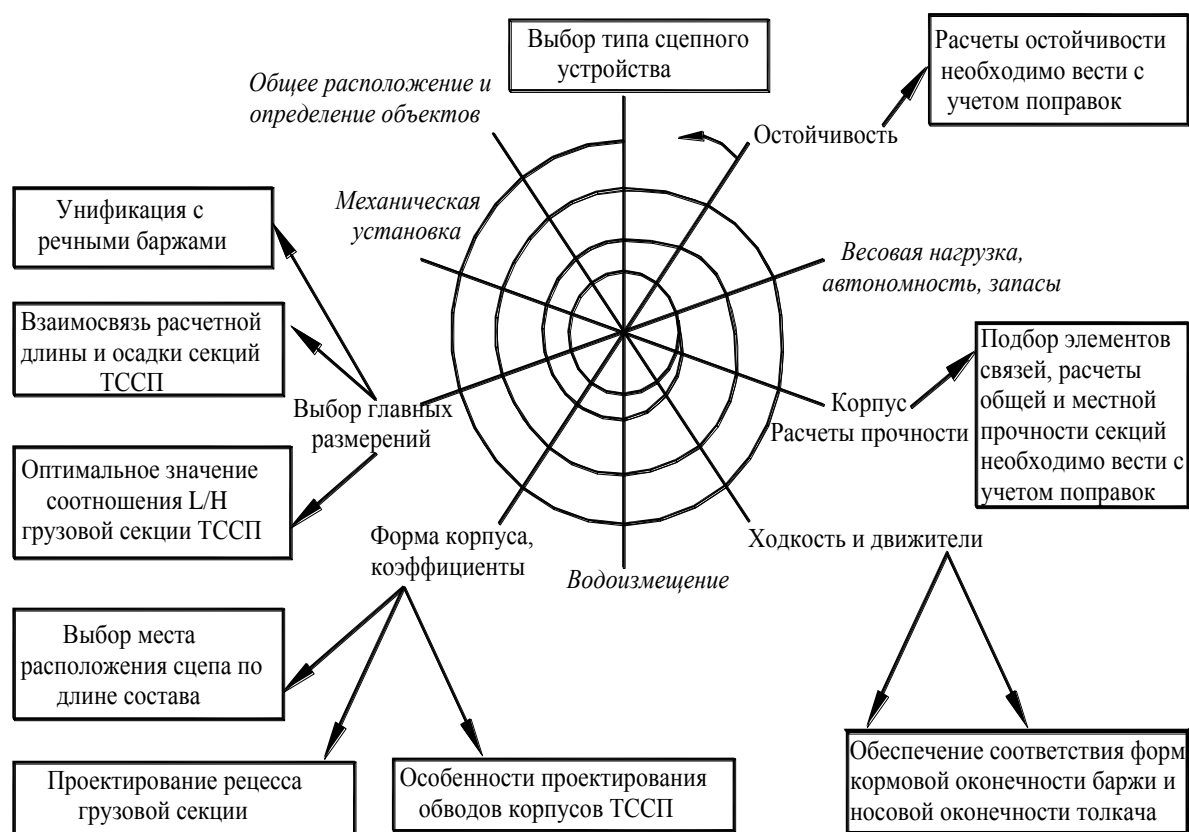 Выбор типа сцепного
устройства
Расчеты остойчивости
необходимо вести с
учетом поправок
Общее расположение и
определение объектов
Остойчивость
Унификация с
речными баржами
Механическая
установка
Весовая нагрузка,
автономность, запасы
Взаимосвязь расчетной
длины и осадки секций
ТССП
Подбор элементов
связей, расчеты
общей и местной
прочности секций
необходимо вести с
учетом поправок
Выбор главных
размерений
Корпус
Расчеты прочности
Оптимальное значение
соотношения L/H
грузовой секции ТССП
Форма корпуса,
коэффициенты
Водоизмещение
Ходкость и движители
Выбор места
расположения сцепа по
длине состава
Проектирование рецесса
грузовой секции
Особенности проектирования
обводов корпусов ТССП
Обеспечение соответствия форм
кормовой оконечности баржи и
носовой оконечности толкача